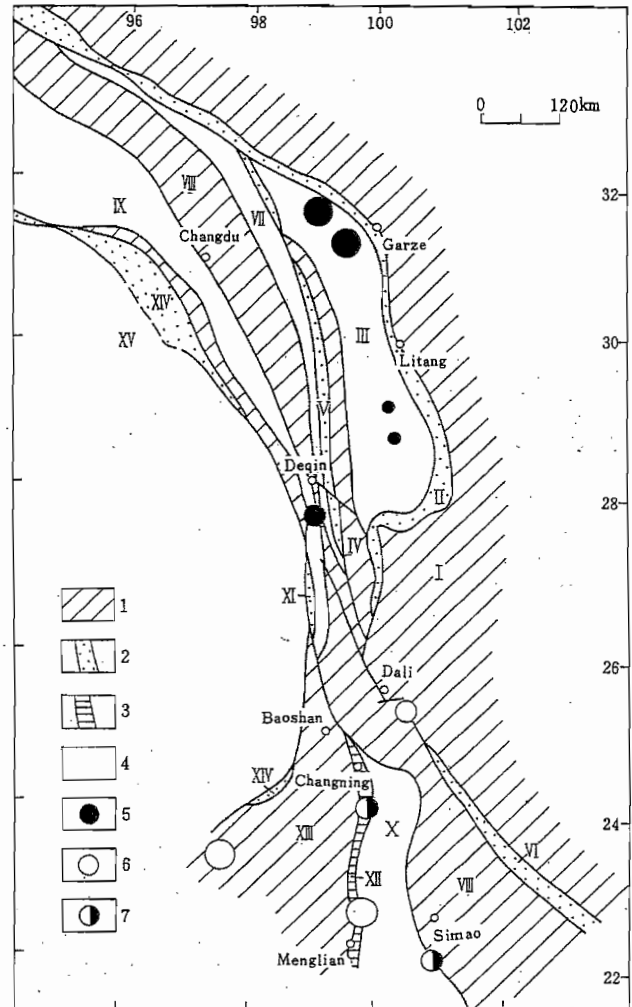 96 98 100 102
0 120km
32
IX
VIII
VII
Changdu
Garze
XIV
XV
III
30
Litang
V
Deqin
II
28
IV
I
XI
1
2
26
Dali
3
Baoshan
4
XIV
Changning
5
XIII
X
24
VI
6
XII
VIII
7
Simao
Menglian
22